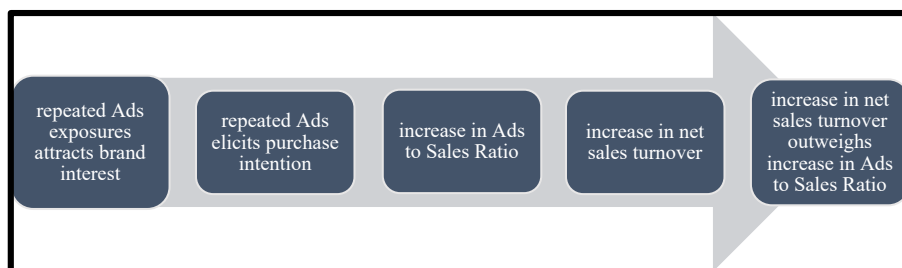 repeated Ads
exposures
attracts brand
interest
repeated Ads
elicits purchase
intention
increase in Ads
to Sales Ratio
increase in net
sales turnover
increase in net
sales turnover
outweighs
increase in Ads
to Sales Ratio